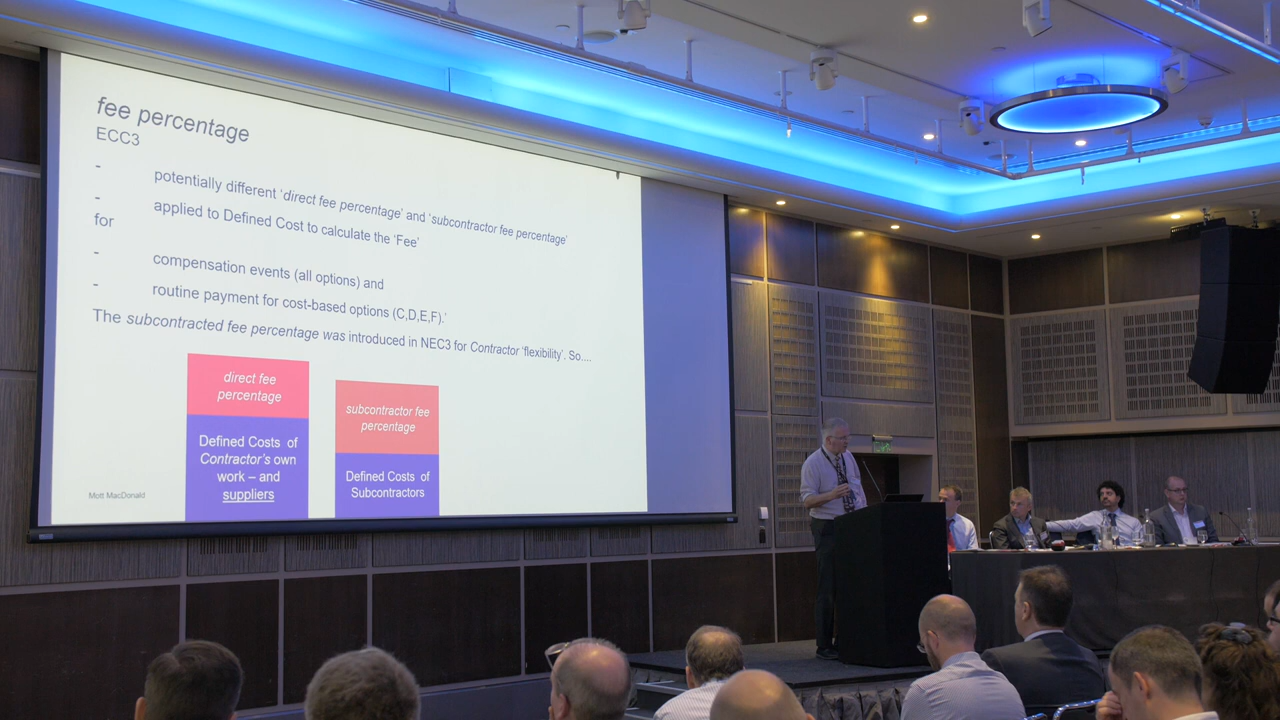 fee percentage
ECC3
- potentially different ‘direct fee percentage’ and ‘subcontractor fee percentage’
- applied to Defined Cost to calculate the ‘Fee’
for
- compensation events (all options) and
- routine payment for cost-based options (C,D,E,F).’
The subcontracted fee percentage was introduced in NEC3 for Contractor ‘flexibility’. So....
direct fee
percentage
Defined Costs of
Contractor’s own
work – and
suppliers
subcontractor fee
percentage
Defined Costs of
Subcontractors
Mott MacDonald